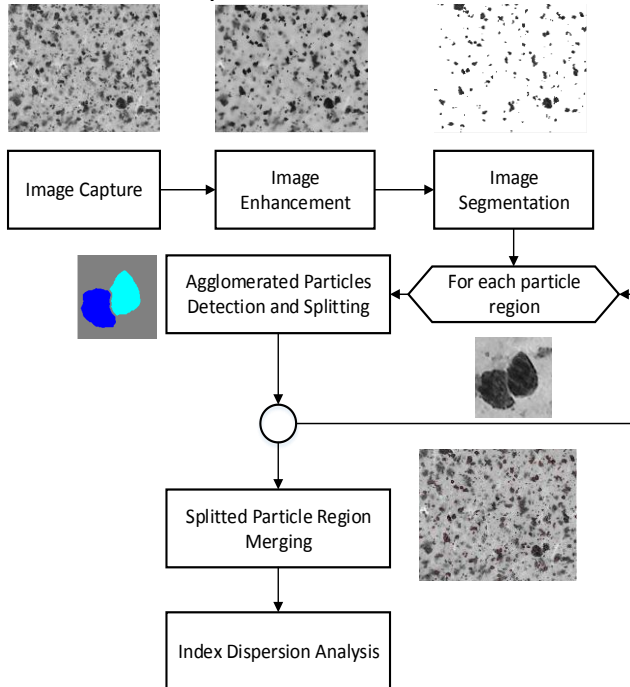 Image Capture
Image
Enhancement
Image
Segmentation
Agglomerated Particles
Detection and Splitting
For each particle
region
Splitted Particle Region
Merging
Index Dispersion Analysis